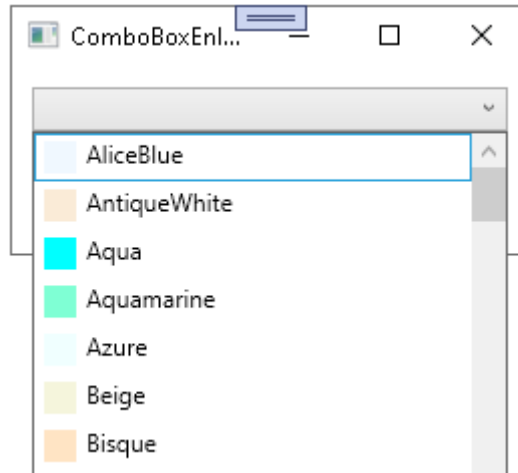 ComboBoxEnl...
AliceBlue
AntiqueWhite
Aqua
Aquamarine
Azure
Beige
Bisque